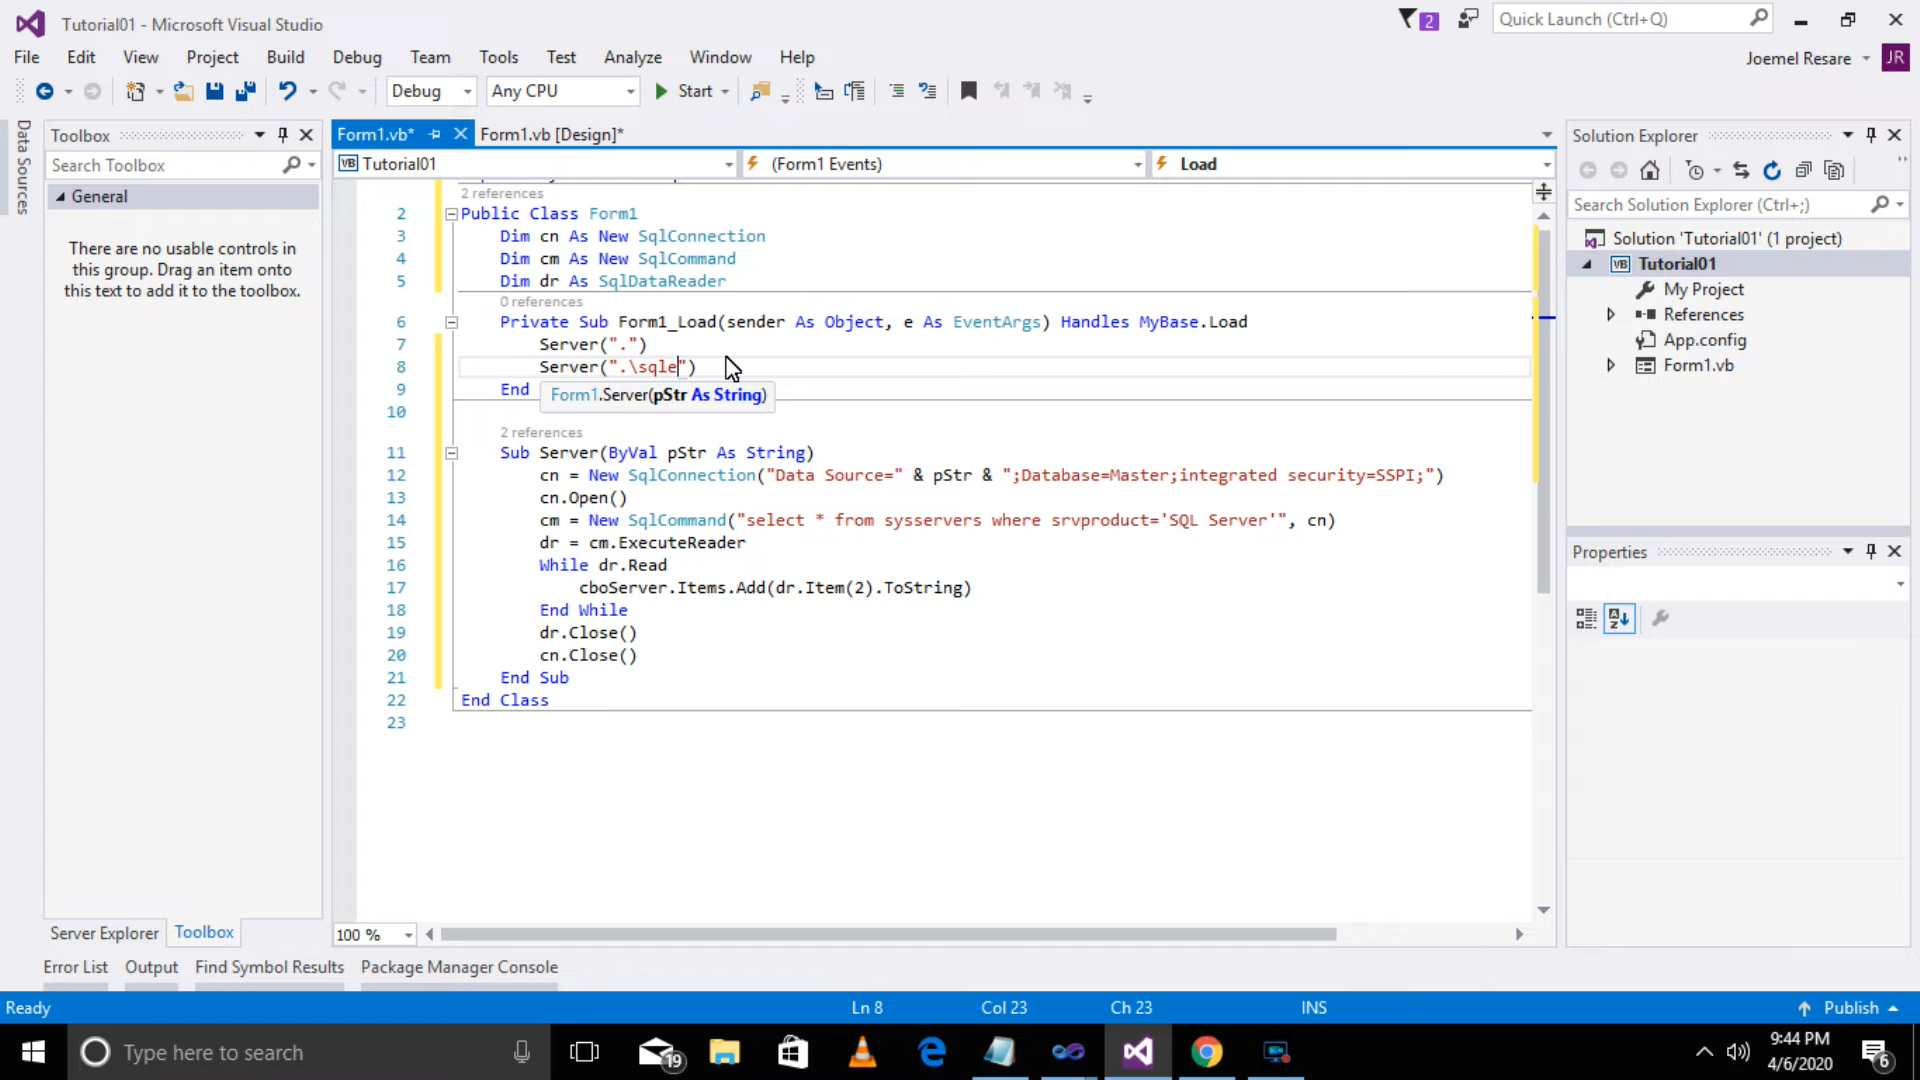 Tutorial01 - Microsoft Visual Studio
2
Quick Launch (Ctrl+Q)
File Edit View Project Build Debug Team Tools Test Analyze Window Help
Joemel Resare JR
Debug Any CPU Start
Data Sources
Toolbox
Search Toolbox
General
There are no usable controls in
this group. Drag an item onto
this text to add it to the toolbox.
Server Explorer Toolbox
Form1.vb* Form1.vb [Design]*
Tutorial01 (Form1 Events) Load
2 references
2 Public Class Form1
3 Dim cn As New SqlConnection
4 Dim cm As New SqlCommand
5 Dim dr As SqlDataReader
0 references
6 Private Sub Form1_Load(sender As Object, e As EventArgs) Handles MyBase.Load
7 Server(".")
8 Server(".\sqle")
9 End
Form1.Server(pStr As String)
10
2 references
11 Sub Server(ByVal pStr As String)
12 cn = New SqlConnection("Data Source=" & pStr & ";Database=Master;integrated security=SSPI;")
13 cn.Open()
14 cm = New SqlCommand("select * from sysservers where srvproduct='SQL Server'", cn)
15 dr = cm.ExecuteReader
16 While dr.Read
17 cboServer.Items.Add(dr.Item(2).ToString)
18 End While
19 dr.Close()
20 cn.Close()
21 End Sub
22 End Class
23
100 %
Solution Explorer
Search Solution Explorer (Ctrl+;)
Solution 'Tutorial01' (1 project)
VB Tutorial01
My Project
References
App.config
Form1.vb
Properties
Error List Output Find Symbol Results Package Manager Console
Ready Ln 8 Col 23 Ch 23 INS Publish
Type here to search
19
9:44 PM
4/6/2020
6